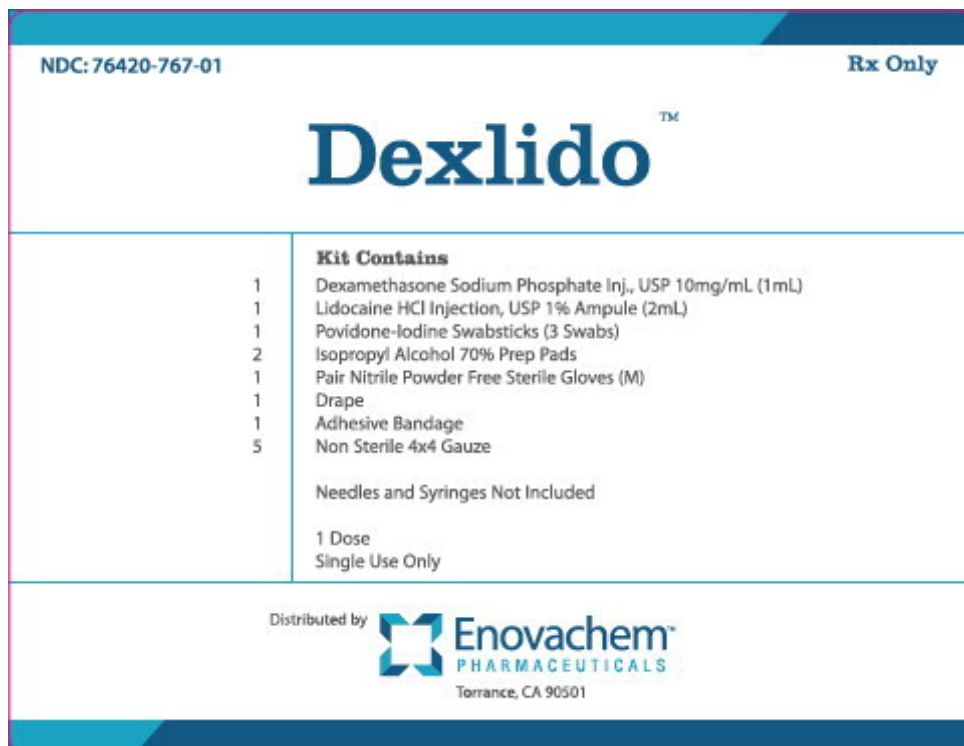 NDC: 76420-767-01
Rx Only
Dexlido™
Kit Contains
1 Dexamethasone Sodium Phosphate Inj., USP 10mg/mL (1mL)
1 Lidocaine HCl Injection, USP 1% Ampule (2mL)
1 Povidone-Iodine Swabsticks (3 Swabs)
2 Isopropyl Alcohol 70% Prep Pads
1 Pair Nitrile Powder Free Sterile Gloves (M)
1 Drape
1 Adhesive Bandage
5 Non Sterile 4x4 Gauze
Needles and Syringes Not Included
1 Dose
Single Use Only
Distributed by
Enovachem™
PHARMACEUTICALS
Torrance, CA 90501